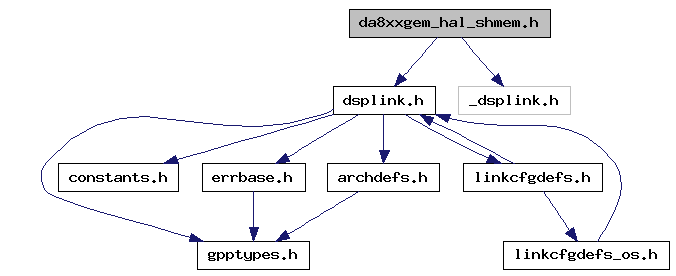 da8xxgem_hal_shmem.h
dsplink.h
_dsplink.h
constants.h
errbase.h
archdefs.h
linkcfgdefs.h
gpptypes.h
linkcfgdefs_os.h